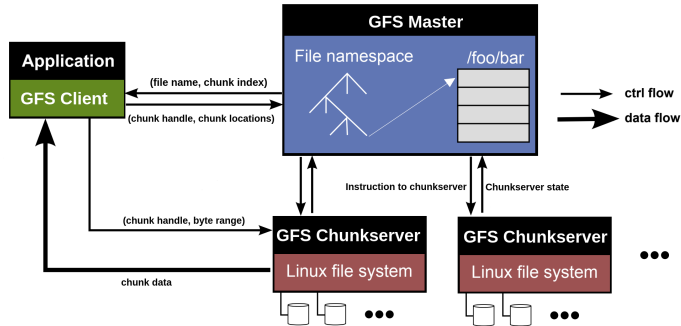 GFS Master
Application
GFS Client
File namespace
/foo/bar
(file name, chunk index)
(chunk handle, chunk locations)
ctrl flow
data flow
Instruction to chunkserver
Chunkserver state
(chunk handle, byte range)
GFS Chunkserver
Linux file system
GFS Chunkserver
Linux file system
chunk data